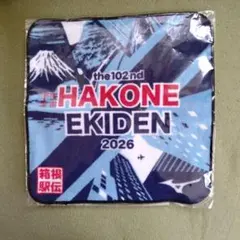 the 102nd
HAKONE
EKIDEN
2026
箱根
駅伝